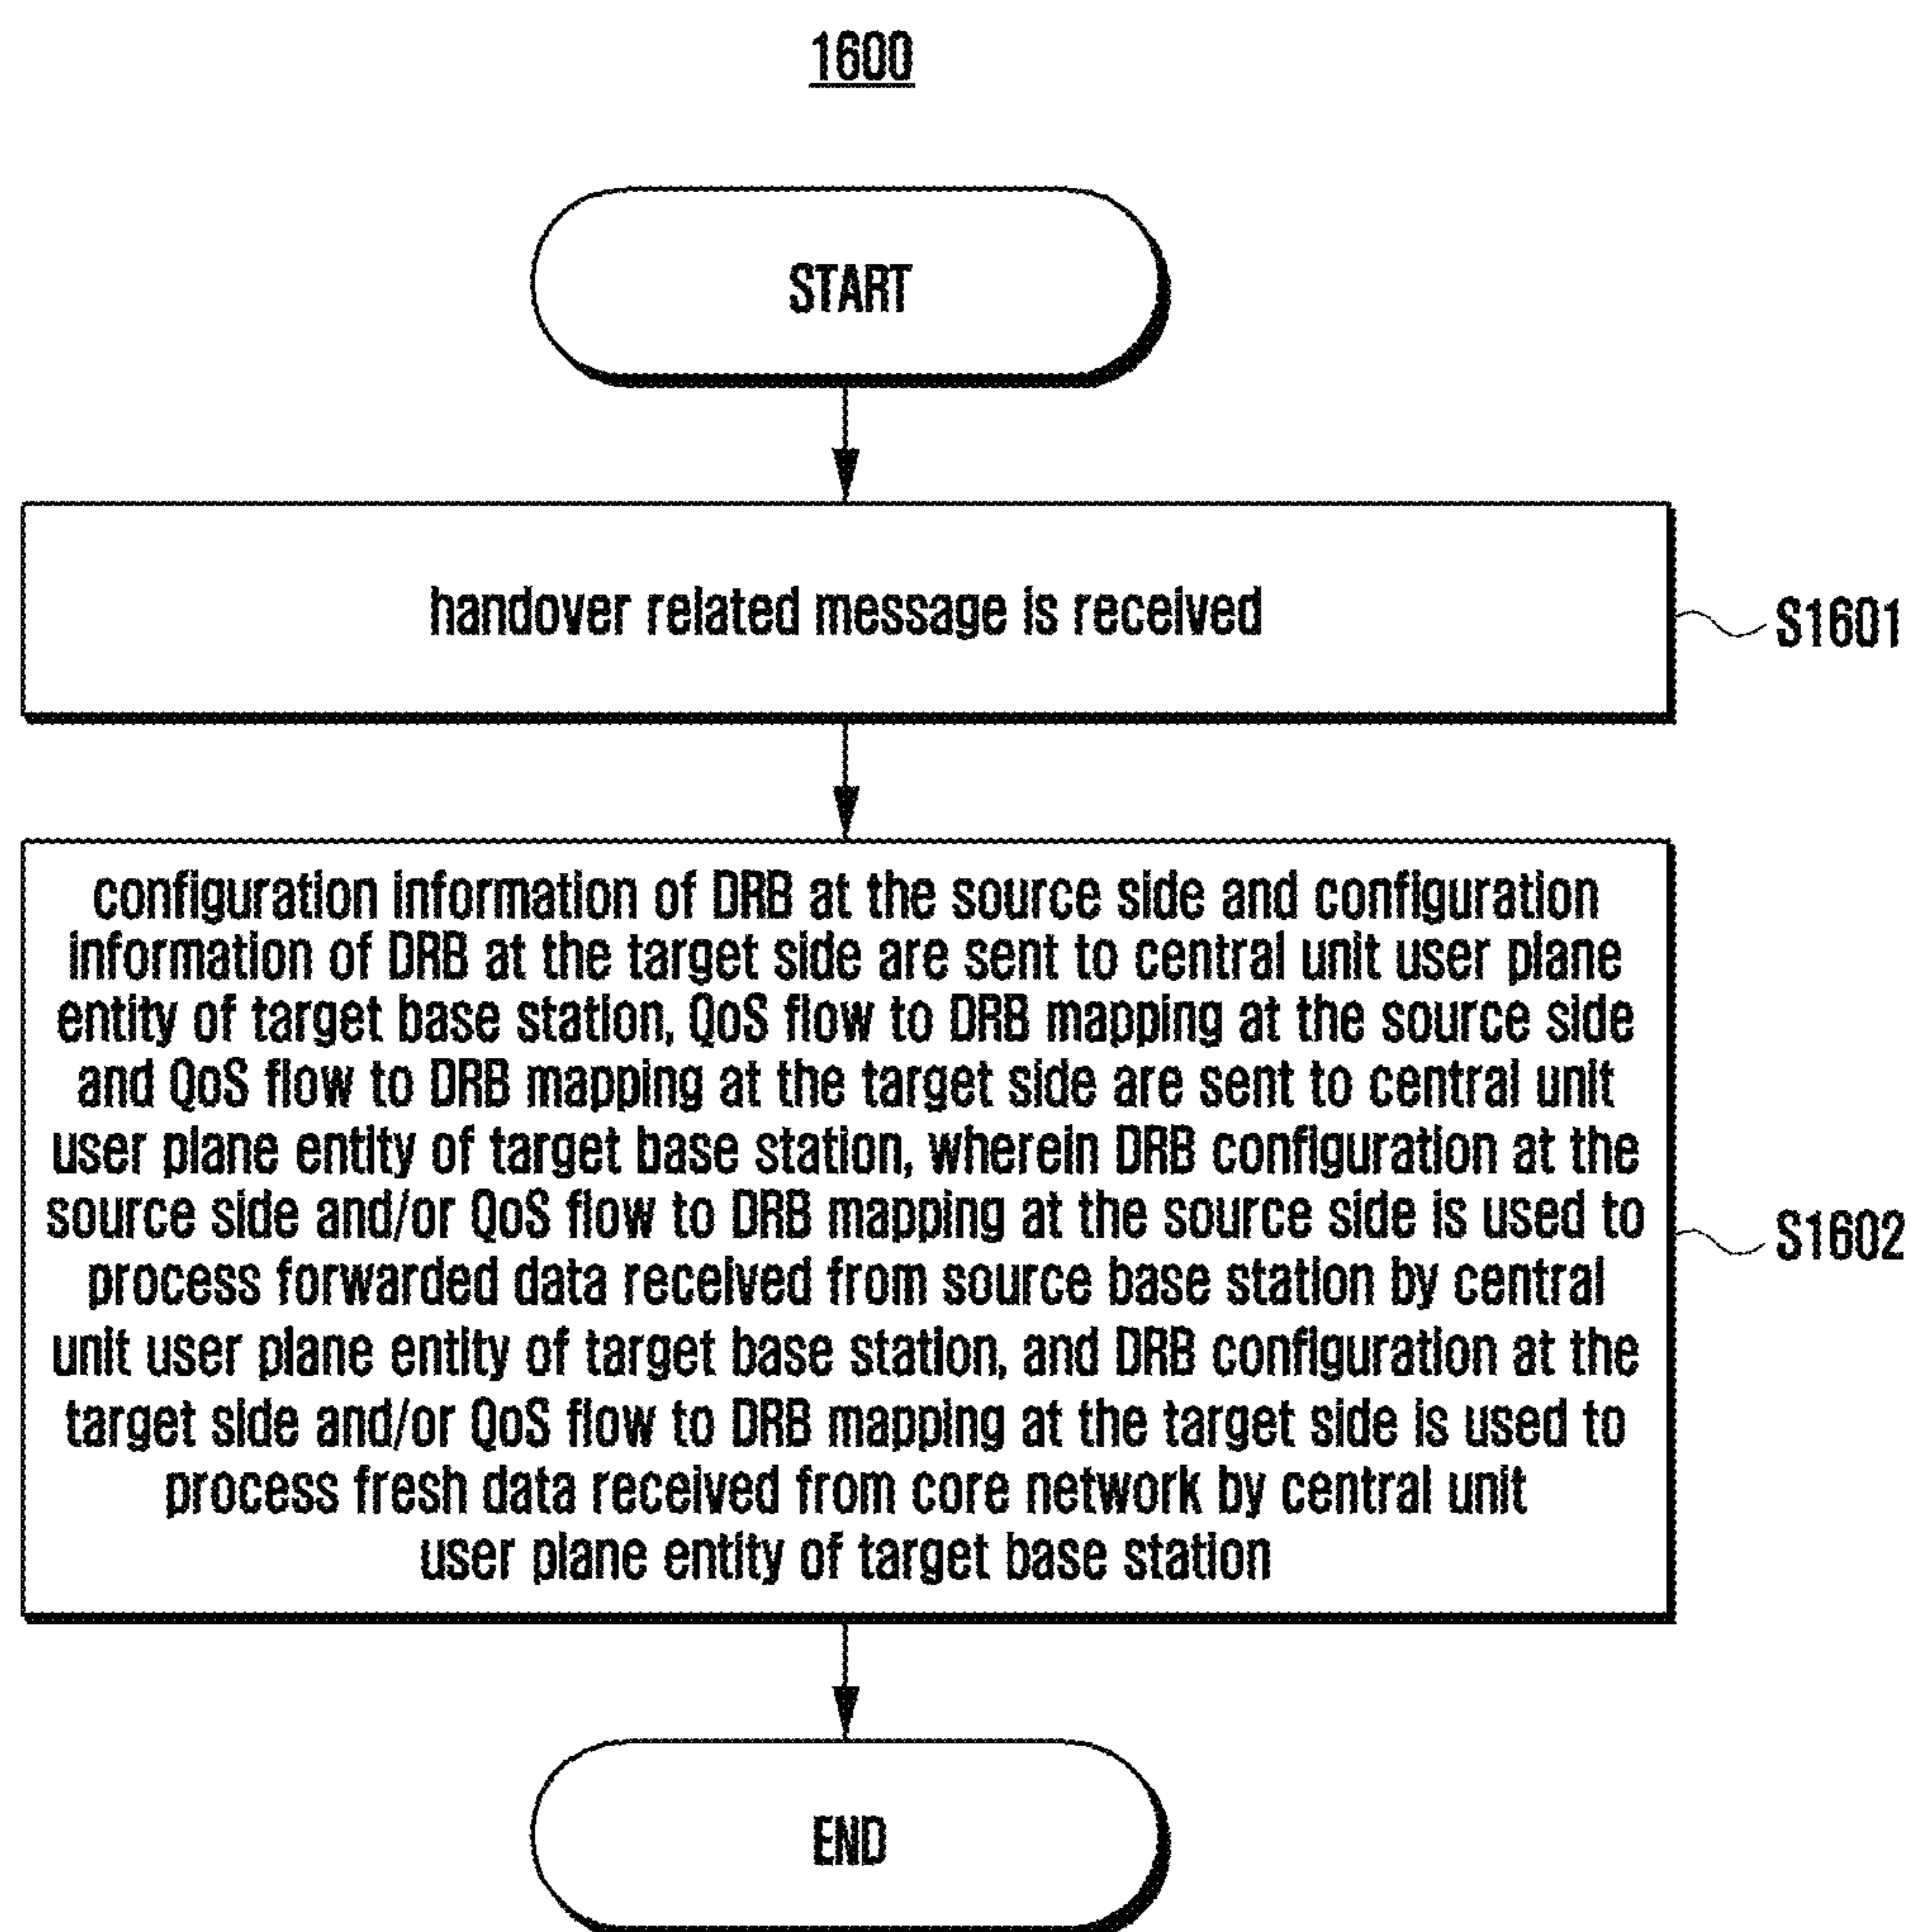 1600
START
handover related message is received
S1601
configuration information of DRB at the source side and configuration
information of DRB at the target side are sent to central unit user plane
entity of target base station, QoS flow to DRB mapping at the source side
and QoS flow to DRB mapping at the target side are sent to central unit
user plane entity of target base station, wherein DRB configuration at the
source side and/or QoS flow to DRB mapping at the source side is used to
process forwarded data received from source base station by central
unit user plane entity of target base station, and DRB configuration at the
target side and/or QoS flow to DRB mapping at the target side is used to
process fresh data received from core network by central unit
user plane entity of target base station
S1602
END